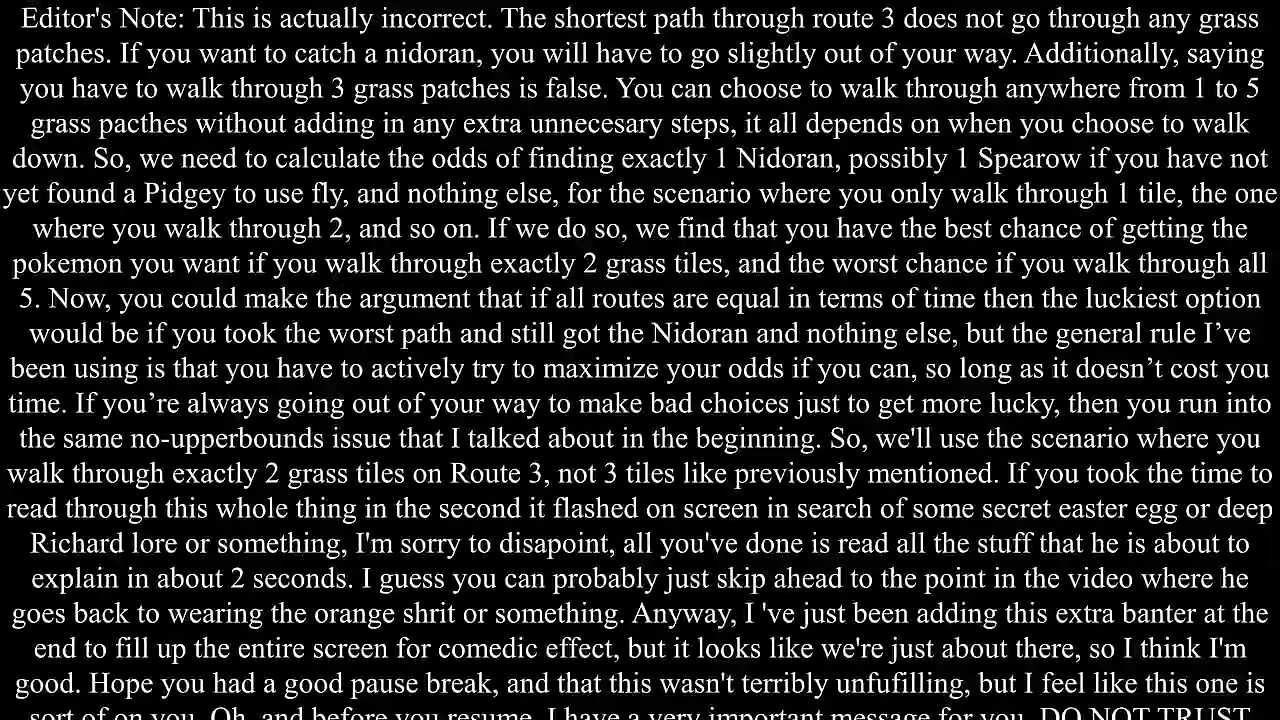 Editor's Note: This is actually incorrect. The shortest path through route 3 does not go through any grass
patches. If you want to catch a nidoran, you will have to go slightly out of your way. Additionally, saying
you have to walk through 3 grass patches is false. You can choose to walk through anywhere from 1 to 5
grass pacthes without adding in any extra unnecesary steps, it all depends on when you choose to walk
down. So, we need to calculate the odds of finding exactly 1 Nidoran, possibly 1 Spearow if you have not
yet found a Pidgey to use fly, and nothing else, for the scenario where you only walk through 1 tile, the one
where you walk through 2, and so on. If we do so, we find that you have the best chance of getting the
pokemon you want if you walk through exactly 2 grass tiles, and the worst chance if you walk through all
5. Now, you could make the argument that if all routes are equal in terms of time then the luckiest option
would be if you took the worst path and still got the Nidoran and nothing else, but the general rule I’ve
been using is that you have to actively try to maximize your odds if you can, so long as it doesn’t cost you
time. If you’re always going out of your way to make bad choices just to get more lucky, then you run into
the same no-upperbounds issue that I talked about in the beginning. So, we'll use the scenario where you
walk through exactly 2 grass tiles on Route 3, not 3 tiles like previously mentioned. If you took the time to
read through this whole thing in the second it flashed on screen in search of some secret easter egg or deep
Richard lore or something, I'm sorry to disapoint, all you've done is read all the stuff that he is about to
explain in about 2 seconds. I guess you can probably just skip ahead to the point in the video where he
goes back to wearing the orange shrit or something. Anyway, I 've just been adding this extra banter at the
end to fill up the entire screen for comedic effect, but it looks like we're just about there, so I think I'm
good. Hope you had a good pause break, and that this wasn't terribly unfufilling, but I feel like this one is
sort of on you. Oh, and before you resume, I have a very important message for you. DO NOT TRUST